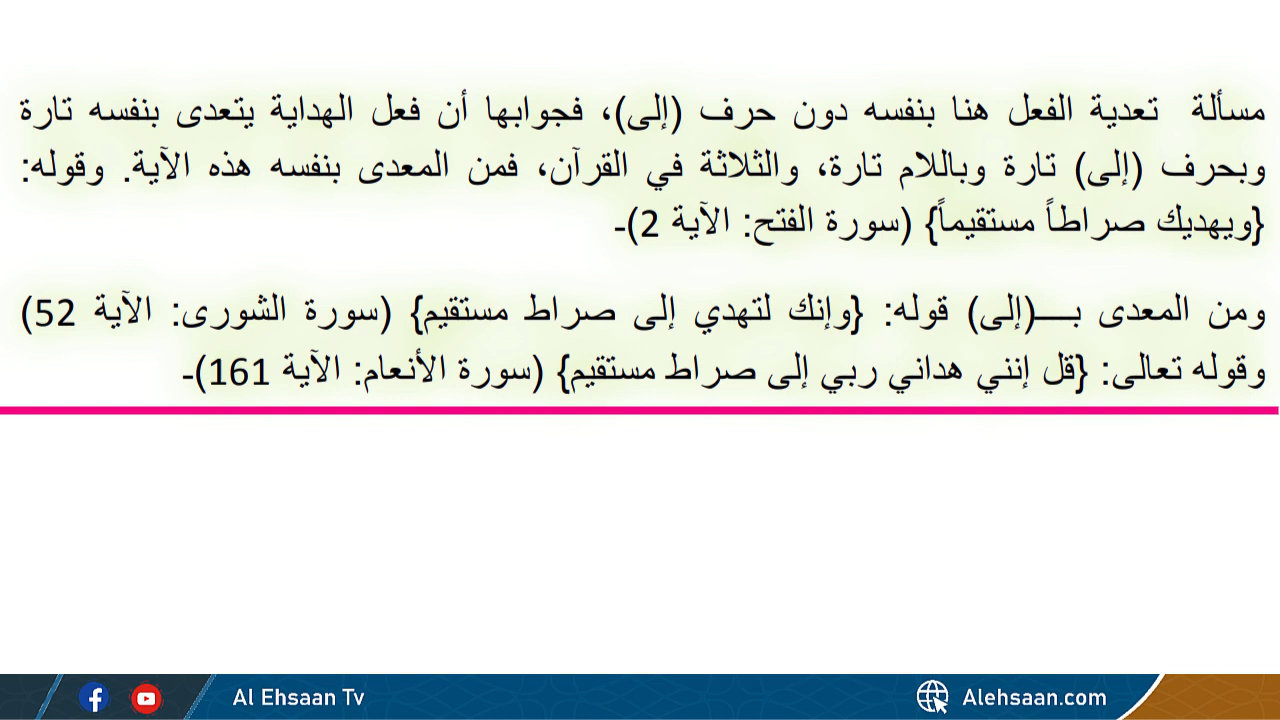 مسألة تعدية الفعل هنا بنفسه دون حرف (إلى)، فجوابها أن فعل الهداية يتعدى بنفسه تارة
وبحرف (إلى) تارة وباللام تارة، والثلاثة في القرآن، فمن المعدى بنفسه هذه الآية. وقوله:
{ويهديك صراطاً مستقيماً} (سورة الفتح: الآية 2)۔
ومن المعدى بـــ(إلى) قوله: {وإنك لتهدي إلى صراط مستقيم} (سورة الشورى: الآية 52)
وقوله تعالى: {قل إنني هداني ربي إلى صراط مستقيم} (سورة الأنعام: الآية 161)۔
Al Ehsaan Tv
Alehsaan.com